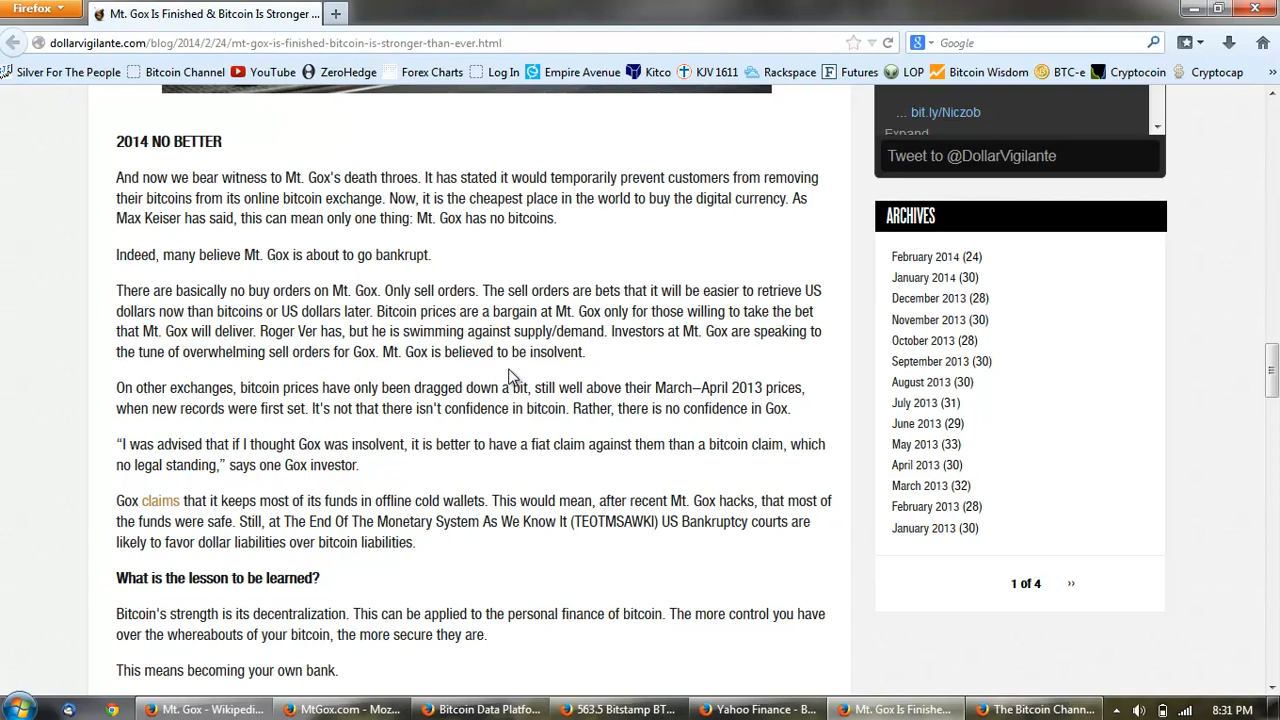 Firefox
Mt. Gox Is Finished & Bitcoin Is Stronger ...
dollarvigilante.com/blog/2014/2/24/mt-gox-is-finished-bitcoin-is-stronger-than-ever.html
Google
Silver For The People
Bitcoin Channel
YouTube
ZeroHedge
Forex Charts
Log In
Empire Avenue
Kitco
KJV 1611
Rackspace
Futures
LOP
Bitcoin Wisdom
BTC-e
Cryptocoin
Cryptocap
2014 NO BETTER
And now we bear witness to Mt. Gox's death throes. It has stated it would temporarily prevent customers from removing
their bitcoins from its online bitcoin exchange. Now, it is the cheapest place in the world to buy the digital currency. As
Max Keiser has said, this can mean only one thing: Mt. Gox has no bitcoins.
Indeed, many believe Mt. Gox is about to go bankrupt.
There are basically no buy orders on Mt. Gox. Only sell orders. The sell orders are bets that it will be easier to retrieve US
dollars now than bitcoins or US dollars later. Bitcoin prices are a bargain at Mt. Gox only for those willing to take the bet
that Mt. Gox will deliver. Roger Ver has, but he is swimming against supply/demand. Investors at Mt. Gox are speaking to
the tune of overwhelming sell orders for Gox. Mt. Gox is believed to be insolvent.
On other exchanges, bitcoin prices have only been dragged down a bit, still well above their March–April 2013 prices,
when new records were first set. It's not that there isn't confidence in bitcoin. Rather, there is no confidence in Gox.
“I was advised that if I thought Gox was insolvent, it is better to have a fiat claim against them than a bitcoin claim, which
no legal standing,” says one Gox investor.
Gox claims that it keeps most of its funds in offline cold wallets. This would mean, after recent Mt. Gox hacks, that most of
the funds were safe. Still, at The End Of The Monetary System As We Know It (TEOTMSAWKI) US Bankruptcy courts are
likely to favor dollar liabilities over bitcoin liabilities.
What is the lesson to be learned?
Bitcoin's strength is its decentralization. This can be applied to the personal finance of bitcoin. The more control you have
over the whereabouts of your bitcoin, the more secure they are.
This means becoming your own bank.
... bit.ly/Niczob
Expand
Tweet to @DollarVigilante
ARCHIVES
February 2014 (24)
January 2014 (30)
December 2013 (28)
November 2013 (30)
October 2013 (28)
September 2013 (30)
August 2013 (30)
July 2013 (31)
June 2013 (29)
May 2013 (33)
April 2013 (30)
March 2013 (32)
February 2013 (28)
January 2013 (30)
1 of 4 ››
Mt. Gox - Wikipedi...
MtGox.com - Moz...
Bitcoin Data Platfo...
563.5 Bitstamp BT...
Yahoo Finance - B...
Mt. Gox Is Finishe...
The Bitcoin Chann...
8:31 PM